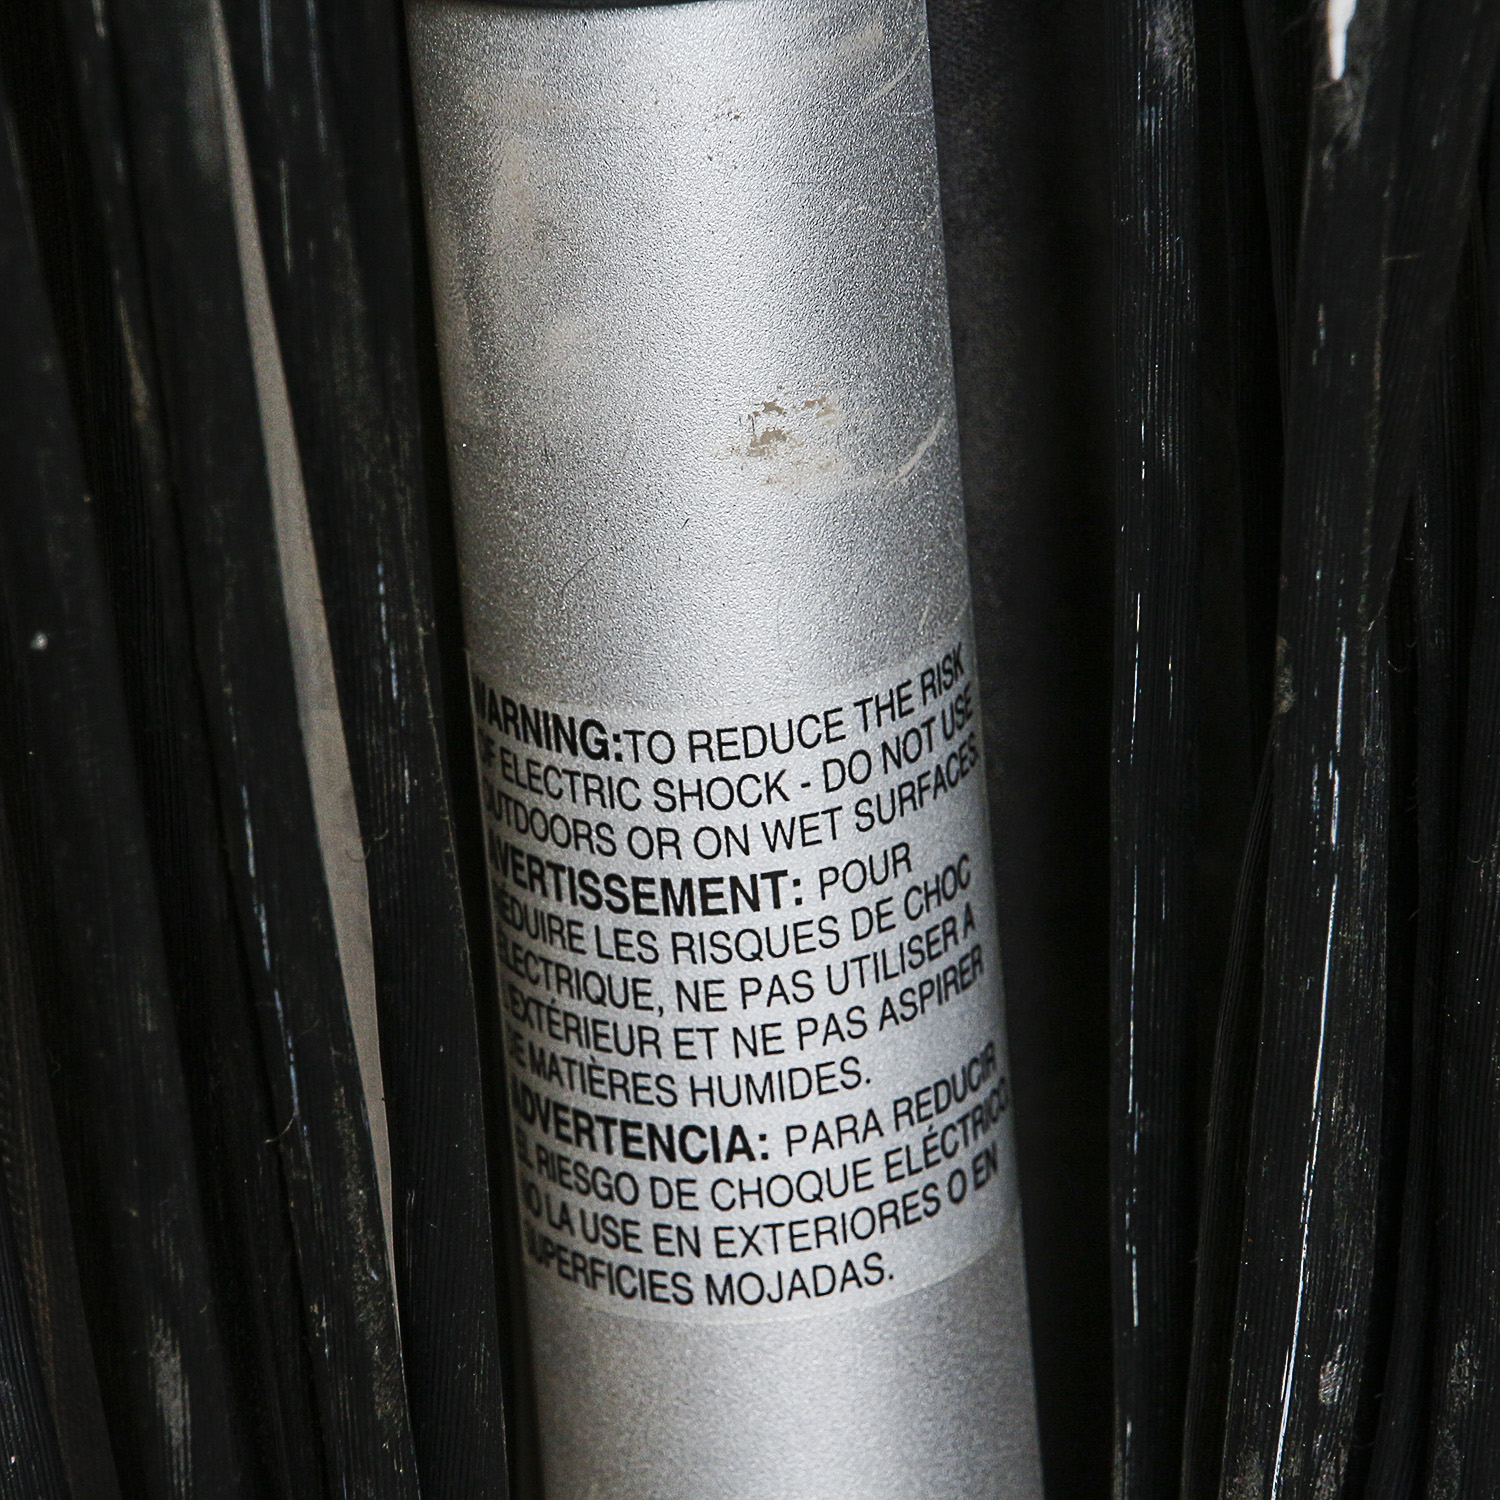 WARNING: TO REDUCE THE RISK
OF ELECTRIC SHOCK - DO NOT USE
OUTDOORS OR ON WET SURFACES
AVERTISSEMENT: POUR
RÉDUIRE LES RISQUES DE CHOC
ÉLECTRIQUE, NE PAS UTILISER A
L'EXTÉRIEUR ET NE PAS ASPIRER
DE MATIÈRES HUMIDES.
ADVERTENCIA: PARA REDUCIR
EL RIESGO DE CHOQUE ELÉCTRICO
NO LA USE EN EXTERIORES O EN
SUPERFICIES MOJADAS.